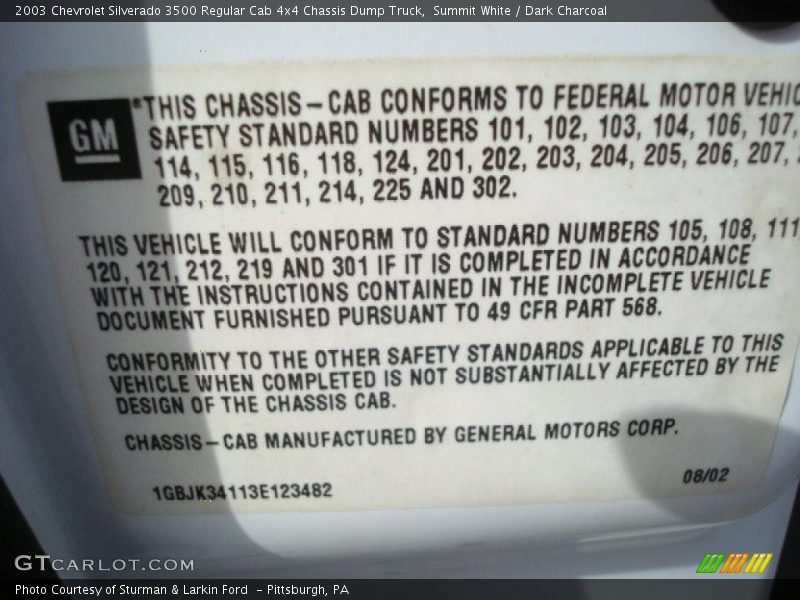 2003 Chevrolet Silverado 3500 Regular Cab 4x4 Chassis Dump Truck, Summit White / Dark Charcoal
GM
*THIS CHASSIS-CAB CONFORMS TO FEDERAL MOTOR
SAFETY STANDARD NUMBERS 101, 102, 103, 104, 106, 107,
114, 115, 116, 118, 124, 201, 202, 203, 204, 205, 206, 207,
209, 210, 211, 214, 225 AND 302.
THIS VEHICLE WILL CONFORM TO STANDARD NUMBERS 105, 108, 111
120, 121, 212, 219 AND 301 IF IT IS COMPLETED IN ACCORDANCE
WITH THE INSTRUCTIONS CONTAINED IN THE INCOMPLETE VEHICLE
DOCUMENT FURNISHED PURSUANT TO 49 CFR PART 568.
CONFORMITY TO THE OTHER SAFETY STANDARDS APPLICABLE TO THIS
VEHICLE WHEN COMPLETED IS NOT SUBSTANTIALLY AFFECTED BY THE
DESIGN OF THE CHASSIS CAB.
CHASSIS-CAB MANUFACTURED BY GENERAL MOTORS CORP.
08/02
1GBJK34113E123482
GTCARLOT.COM
Photo Courtesy of Sturman & Larkin Ford - Pittsburgh, PA